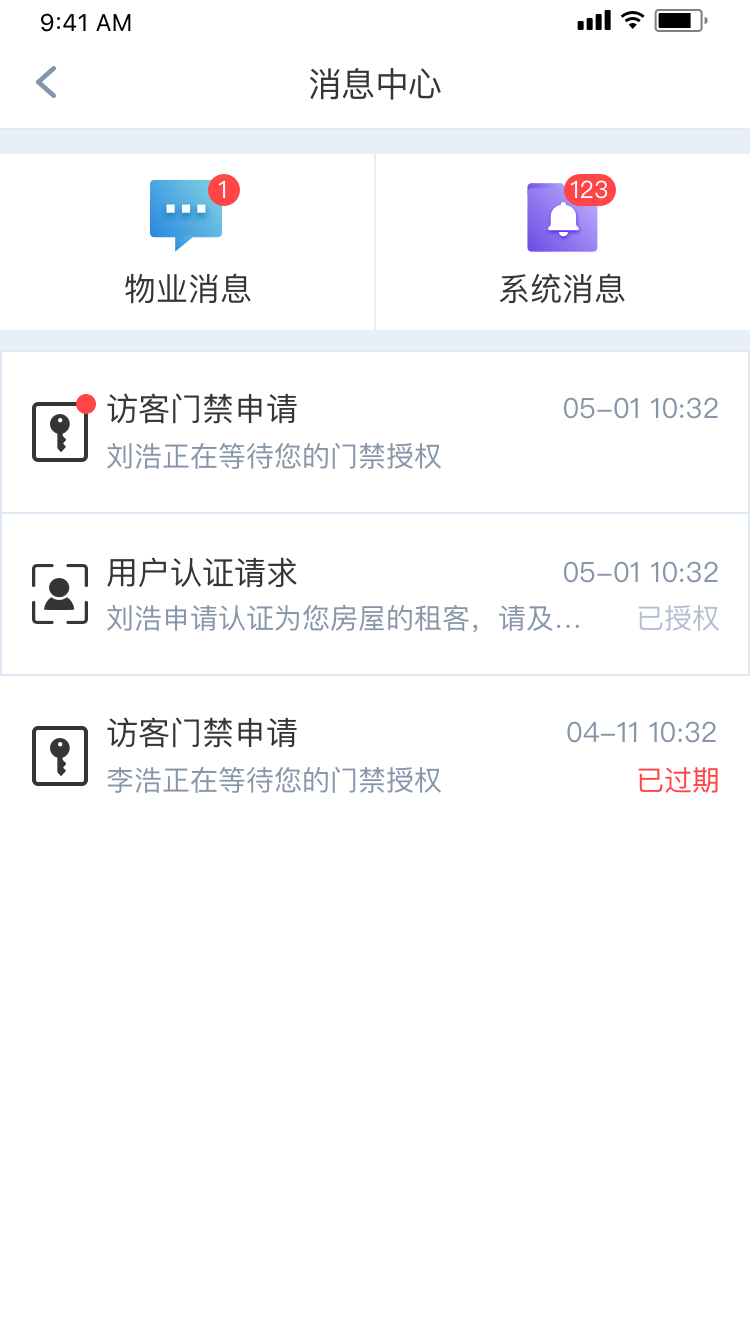 9:41 AM
消息中心
1
123
物业消息
系统消息
访客门禁申请
05-01 10:32
刘浩正在等待您的门禁授权
用户认证请求
05-01 10:32
刘浩申请认证为您房屋的租客，请及...
已授权
访客门禁申请
04-11 10:32
李浩正在等待您的门禁授权
已过期